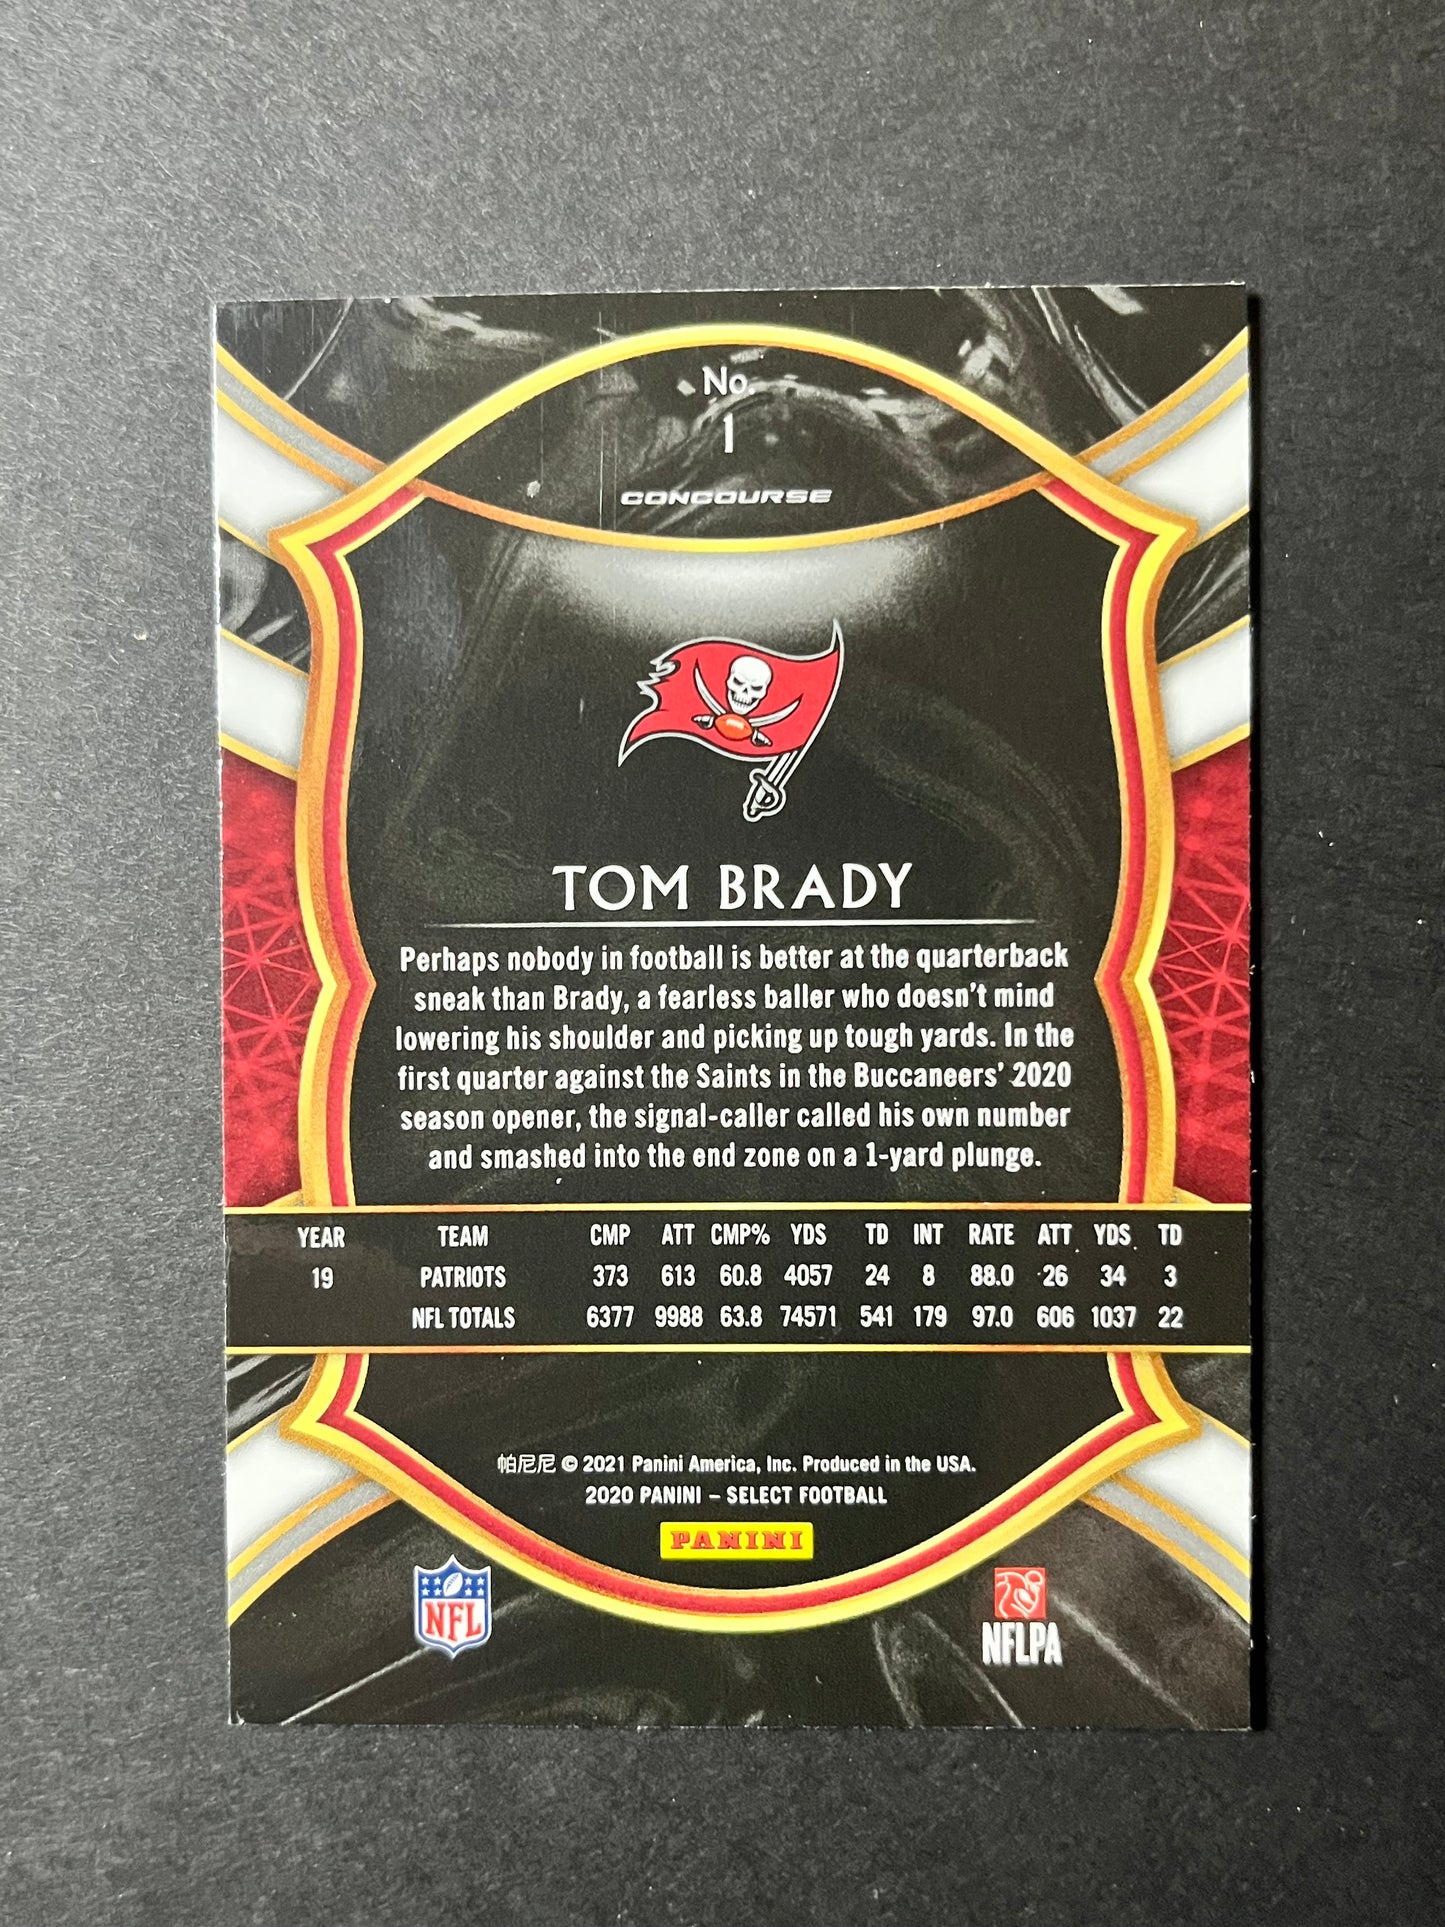 No.
1
CONCOURSE
TOM BRADY
Perhaps nobody in football is better at the quarterback
sneak than Brady, a fearless baller who doesn't mind
lowering his shoulder and picking up tough yards. In the
first quarter against the Saints in the Buccaneers' 2020
season opener, the signal-caller called his own number
and smashed into the end zone on a 1-yard plunge.
YEAR TEAM CMP ATT CMP% YDS TD INT RATE ATT YDS TD
19 PATRIOTS 373 613 60.8 4057 24 8 88.0 26 34 3
NFL TOTALS 6377 9988 63.8 74571 541 179 97.0 606 1037 22
帕尼尼 © 2021 Panini America, Inc. Produced in the USA.
2020 PANINI – SELECT FOOTBALL
PANINI
NFL
NFLPA